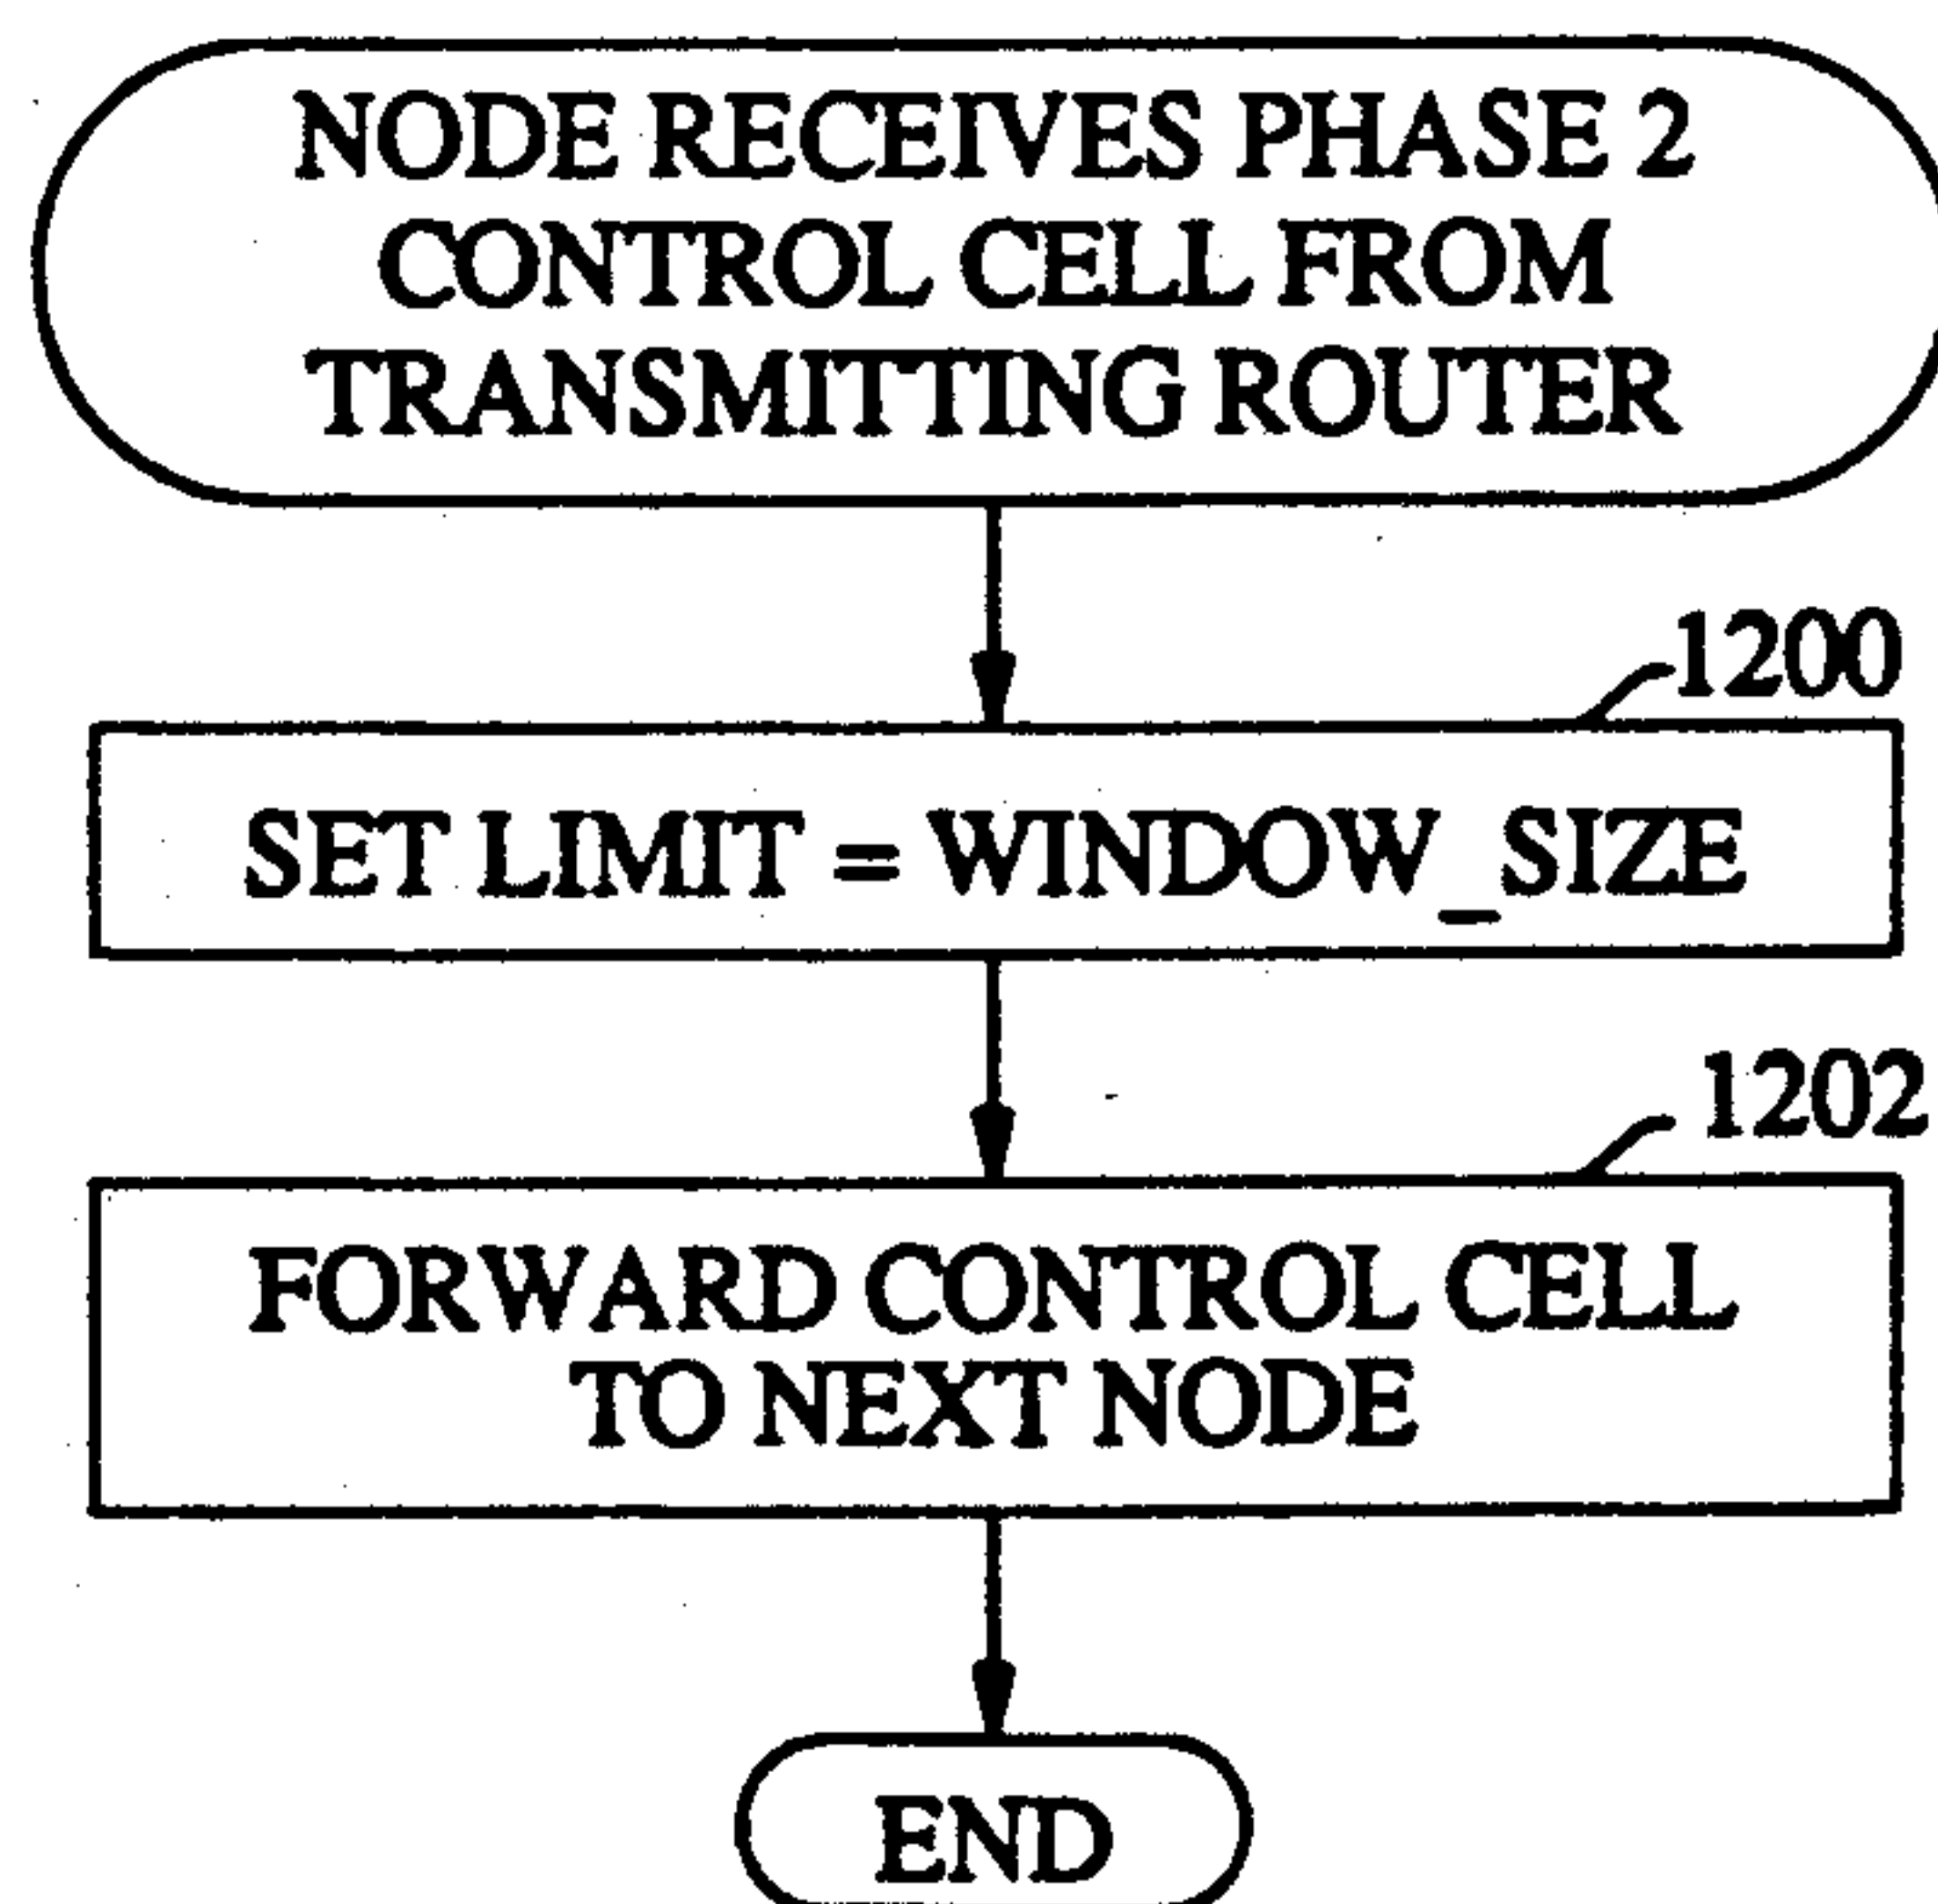 NODE RECEIVES PHASE 2
CONTROL CELL FROM
TRANSMITTING ROUTER
1200
SET LIMIT = WINDOW_SIZE
1202
FORWARD CONTROL CELL
TO NEXT NODE
END